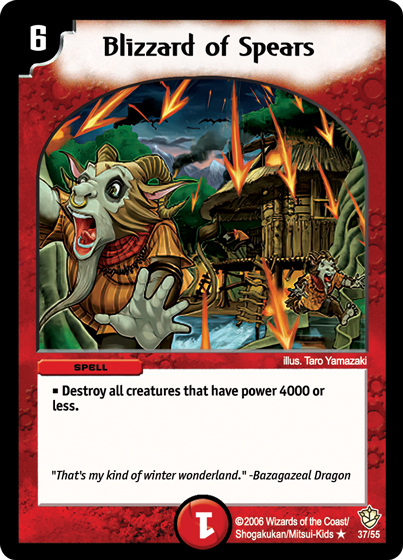 6
Blizzard of Spears
illus. Taro Yamazaki
SPELL
▪ Destroy all creatures that have power 4000 or
less.
"That's my kind of winter wonderland." -Bazagazeal Dragon
1
©2006 Wizards of the Coast/
Shogakukan/Mitsui-Kids ★ 37/55